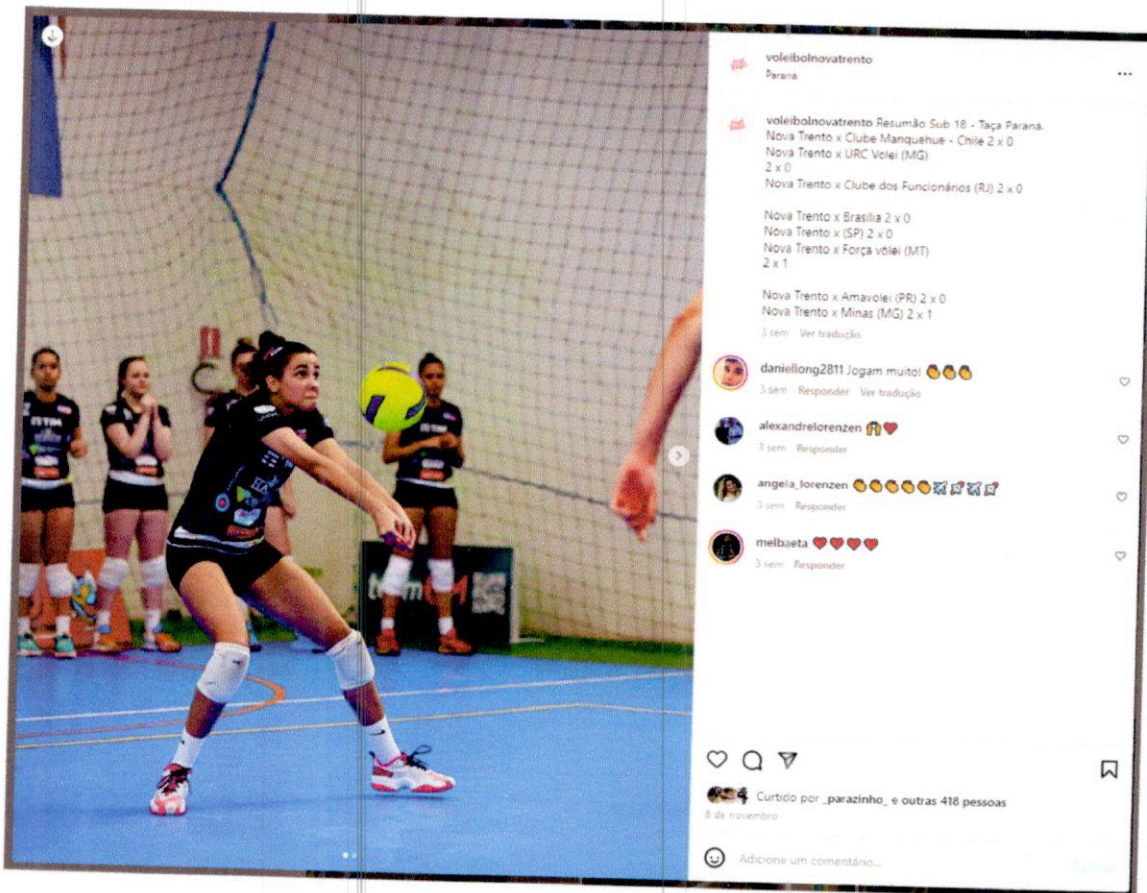 voleibolnovatrento
Paraná
voleibolnovatrento Resumão Sub 18 - Taça Paraná.
Nova Trento x Clube Manquehue - Chile 2 x 0
Nova Trento x URC Volei (MG)
2 x 0
Nova Trento x Clube dos Funcionários (RJ) 2 x 0
Nova Trento x Brasília 2 x 0
Nova Trento x (SP) 2 x 0
Nova Trento x Força vôlei (MT)
2 x 1
Nova Trento x Amavolei (PR) 2 x 0
Nova Trento x Minas (MG) 2 x 1
3 sem Ver tradução
daniellong2811 Jogam muito! 👏👏👏
3 sem Responder Ver tradução
alexandrelorenzen 🙌❤️
3 sem Responder
angela_lorenzen
3 sem Responder
melbaeta ❤️❤️❤️❤️
3 sem Responder
Curtido por _parazinho_ e outras 418 pessoas
8 de novembro
Adicione um comentário...
TIM
TIM